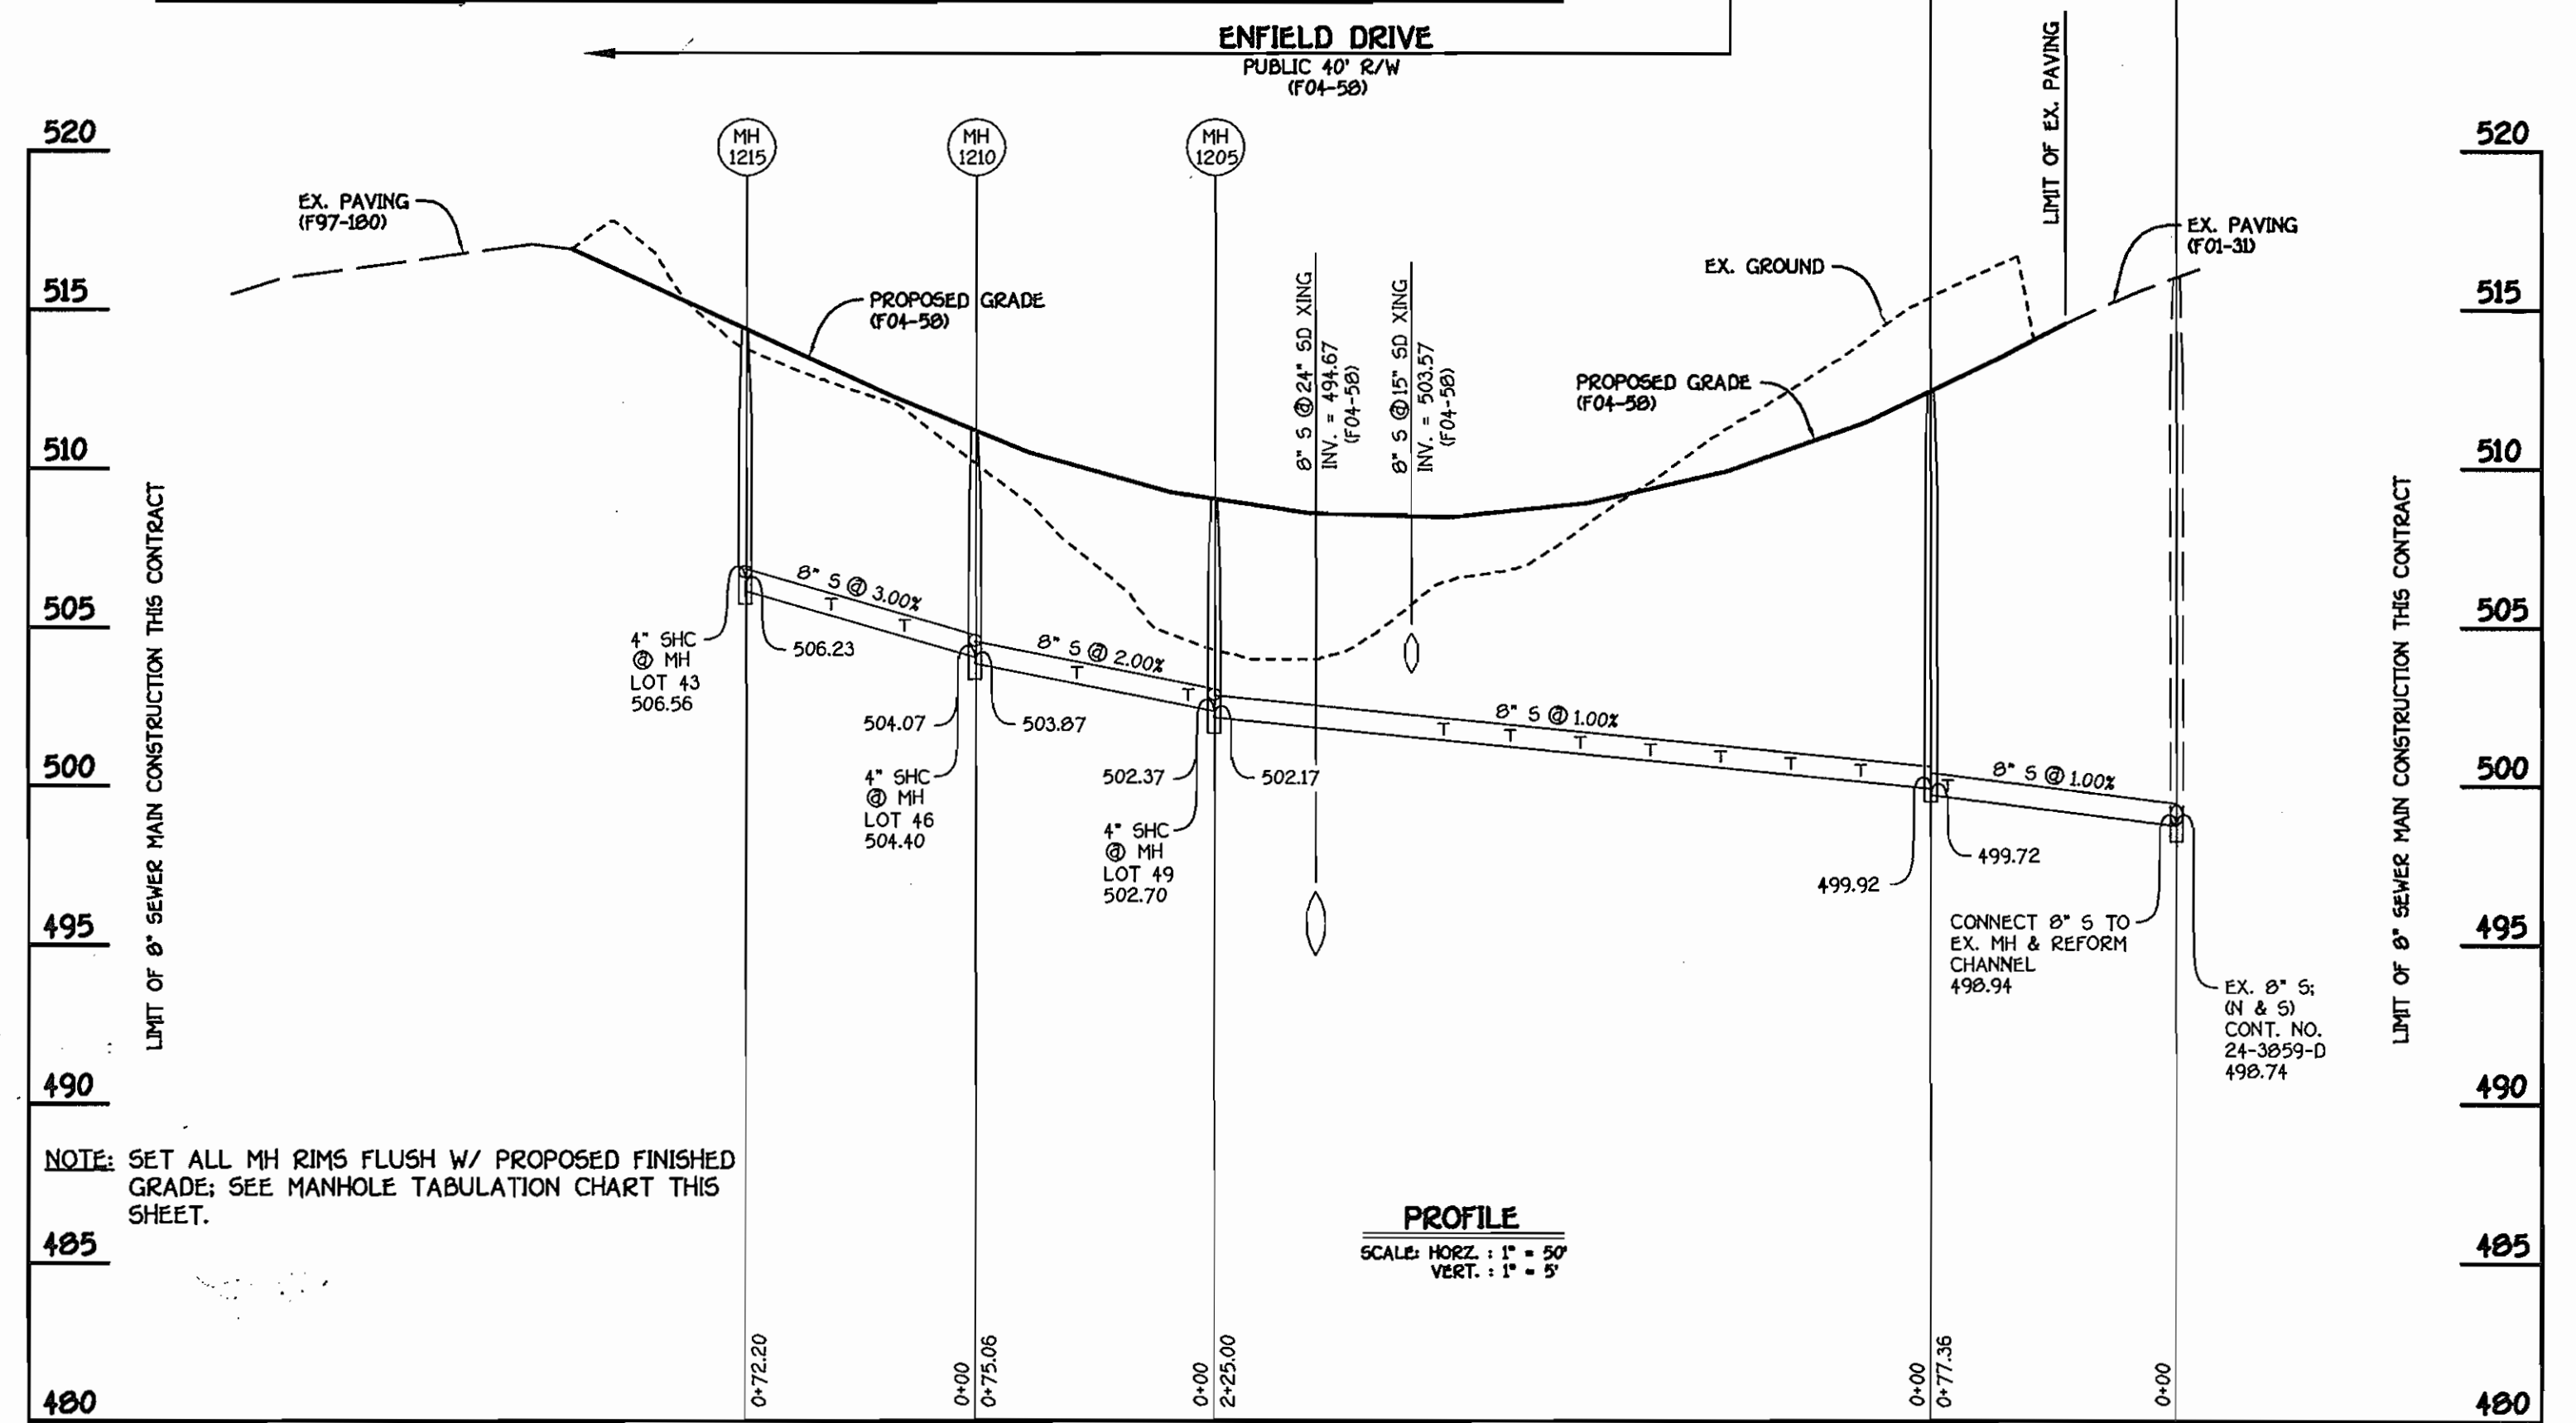 ENFIELD DRIVE
PUBLIC 40' R/W
(F04-58)
LIMIT OF EX. PAVING
520
520
MH
1215
MH
1210
MH
1205
EX. PAVING
(F97-180)
EX. PAVING
(F01-31)
EX. GROUND
515
515
PROPOSED GRADE
(F04-58)
8" S @ 24" SD XING
INV. = 494.67
(F04-58)
8" S @ 15" SD XING
INV. = 503.57
(F04-58)
PROPOSED GRADE
(F04-58)
510
510
LIMIT OF 8" SEWER MAIN CONSTRUCTION THIS CONTRACT
LIMIT OF 8" SEWER MAIN CONSTRUCTION THIS CONTRACT
8" S @ 3.00%
T
T
505
505
4" SHC
@ MH
LOT 43
506.56
506.23
8" S @ 2.00%
T
T
504.07
503.87
4" SHC
@ MH
LOT 46
504.40
8" S @ 1.00%
T T T T T T T
500
500
502.37
502.17
8" S @ 1.00%
T
4" SHC
@ MH
LOT 49
502.70
499.92
499.72
495
495
CONNECT 8" S TO
EX. MH & REFORM
CHANNEL
498.94
EX. 8" S;
(N & S)
CONT. NO.
24-3859-D
498.74
490
490
NOTE: SET ALL MH RIMS FLUSH W/ PROPOSED FINISHED
GRADE; SEE MANHOLE TABULATION CHART THIS
SHEET.
PROFILE
SCALE: HORZ. : 1" = 50'
VERT. : 1" = 5'
485
485
0+72.20
0+00
0+75.06
0+00
2+25.00
0+00
0+77.36
0+00
480
480